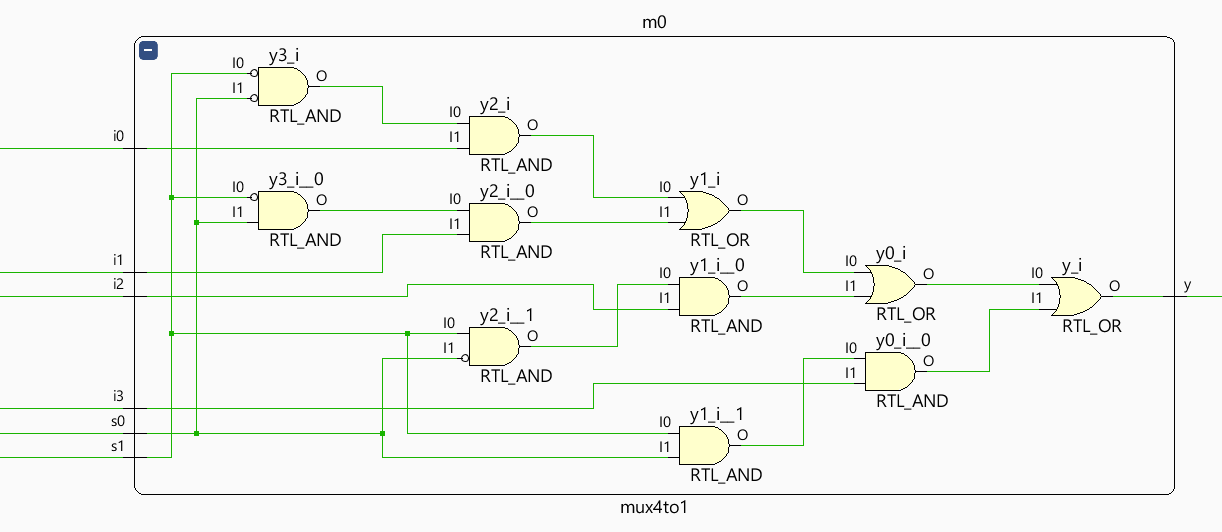 m0
y3_i
I0
O
I1
RTL_AND
y2_i
I0
O
I1
RTL_AND
i0
y3_i__0
I0
O
I1
RTL_AND
y2_i__0
I0
O
I1
RTL_AND
y1_i
I0
O
I1
RTL_OR
i1
i2
y1_i__0
I0
O
I1
RTL_AND
y0_i
I0
O
I1
RTL_OR
y_i
I0
O
I1
RTL_OR
y
y2_i__1
I0
O
I1
RTL_AND
y0_i__0
I0
O
I1
RTL_AND
i3
s0
s1
y1_i__1
I0
O
I1
RTL_AND
mux4to1